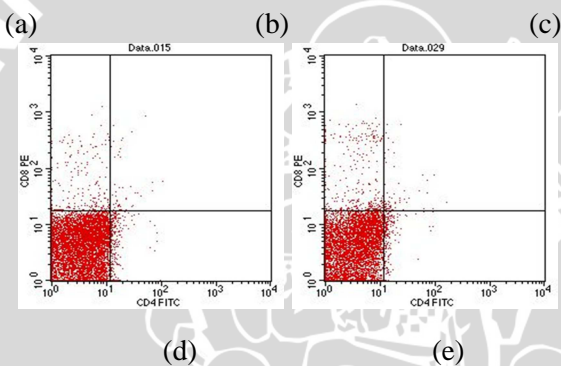 (a) (b) (c)
Data.015 Data.029
10^4 10^4
10^3 10^3
CD8 PE CD8 PE
10^2 10^2
10^1 10^1
10^0 10^0
10^0 10^1 10^2 10^3 10^4 10^0 10^1 10^2 10^3 10^4
CD4 FITC CD4 FITC
(d) (e)